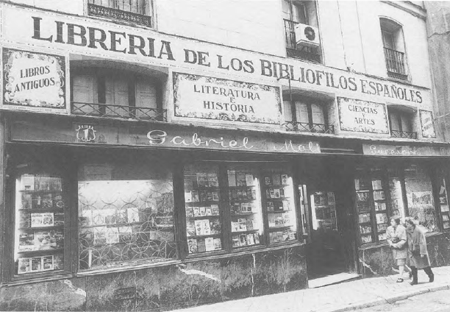 LIBRERIA DE LOS BIBLIOFILOS ESPAÑOLES
LIBROS
ANTIGUOS
LITERATURA
E
HISTORIA
CIENCIAS
ARTES
Gabriel